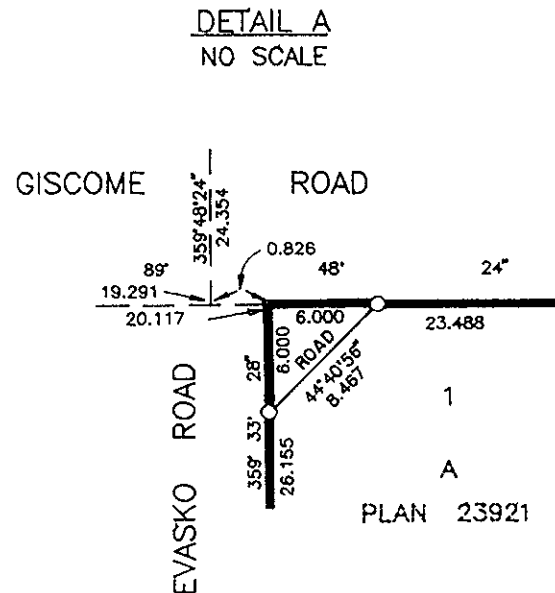 DETAIL A
NO SCALE
GISCOME ROAD
359°48'24"
24.354
0.826
89° 48' 24"
19.291
20.117
6.000
23.488
6.000
ROAD
44°40'56"
8.467
359° 33' 28"
26.155
EVASKO ROAD
1
A
PLAN 23921